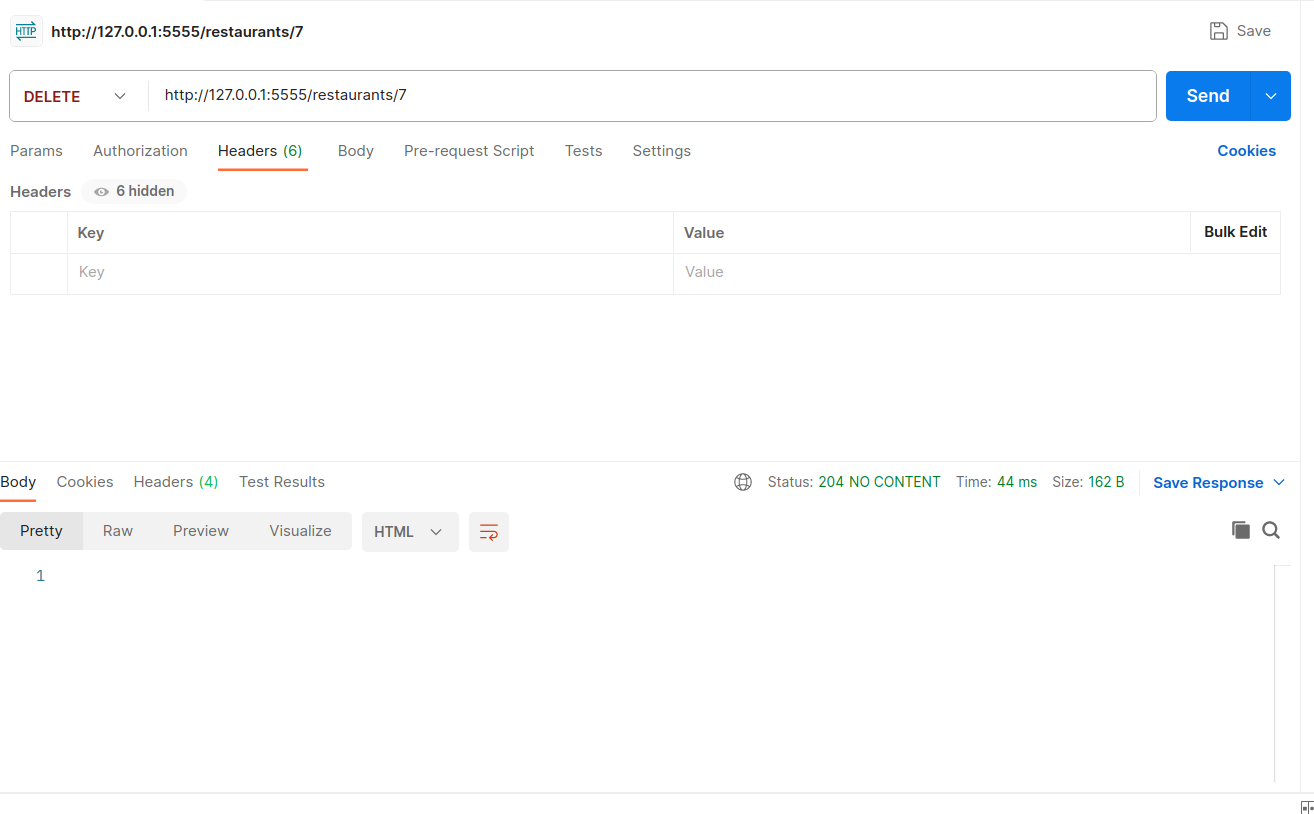 HTTP http://127.0.0.1:5555/restaurants/7 Save
DELETE http://127.0.0.1:5555/restaurants/7 Send
Params Authorization Headers (6) Body Pre-request Script Tests Settings Cookies
Headers 6 hidden
Key Value Bulk Edit
Key Value
Body Cookies Headers (4) Test Results Status: 204 NO CONTENT Time: 44 ms Size: 162 B Save Response
Pretty Raw Preview Visualize HTML
1